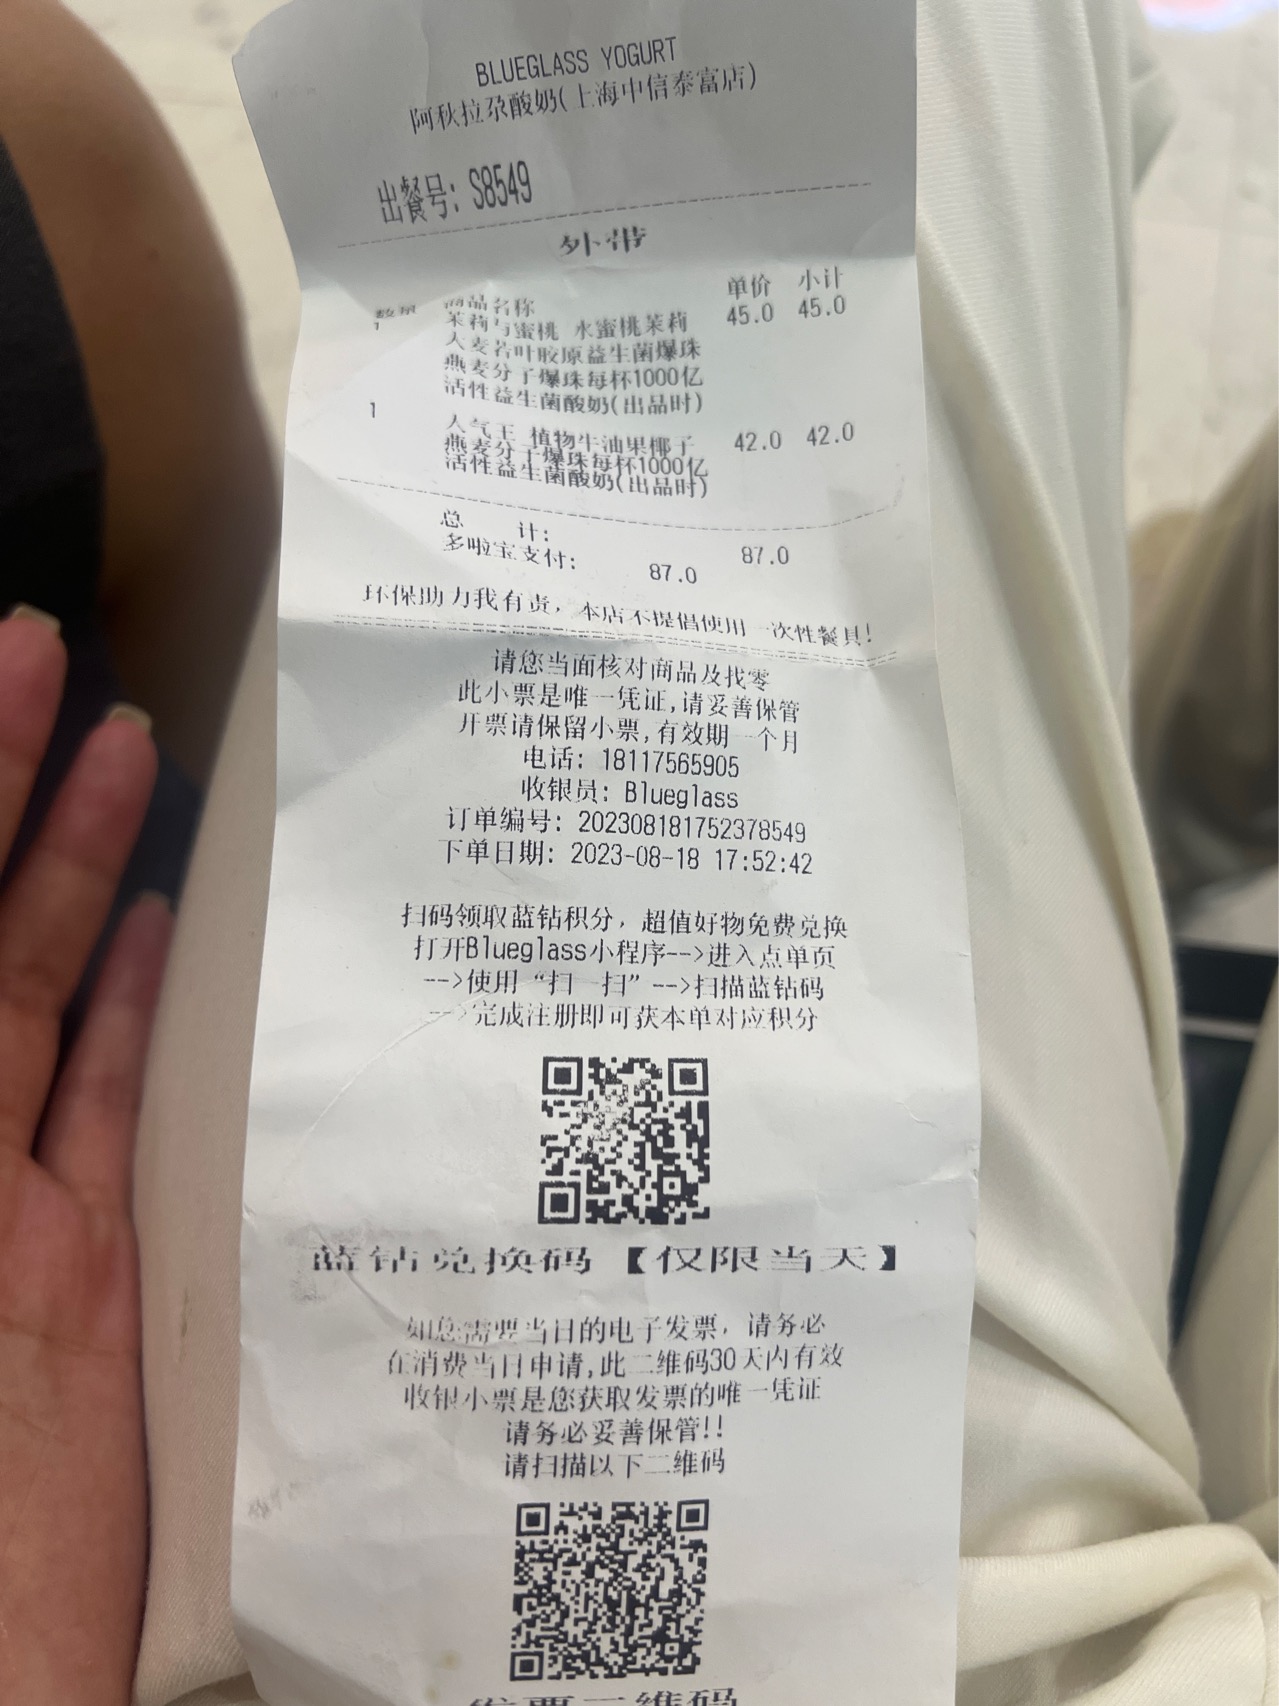 BLUEGLASS YOGURT
阿秋拉尕酸奶(上海中信泰富店)
出餐号: S8549
外带
数量 商品名称 单价 小计
1 茉莉与蜜桃 水蜜桃茉莉 45.0 45.0
大麦若叶胶原益生菌爆珠
燕麦分子爆珠每杯1000亿
活性益生菌酸奶(出品时)
1 人气王 植物牛油果椰子 42.0 42.0
燕麦分子爆珠每杯1000亿
活性益生菌酸奶(出品时)
总 计: 87.0
多啦宝支付: 87.0
环保助力我有责，本店不提倡使用一次性餐具!
请您当面核对商品及找零
此小票是唯一凭证,请妥善保管
开票请保留小票,有效期一个月
电话: 18117565905
收银员: Blueglass
订单编号: 202308181752378549
下单日期: 2023-08-18 17:52:42
扫码领取蓝钻积分，超值好物免费兑换
打开Blueglass小程序-->进入点单页
-->使用“扫一扫”-->扫描蓝钻码
-->完成注册即可获本单对应积分
蓝钻兑换码【仅限当天】
如您需要当日的电子发票，请务必
在消费当日申请,此二维码30天内有效
收银小票是您获取发票的唯一凭证
请务必妥善保管!!
请扫描以下二维码
发票二维码